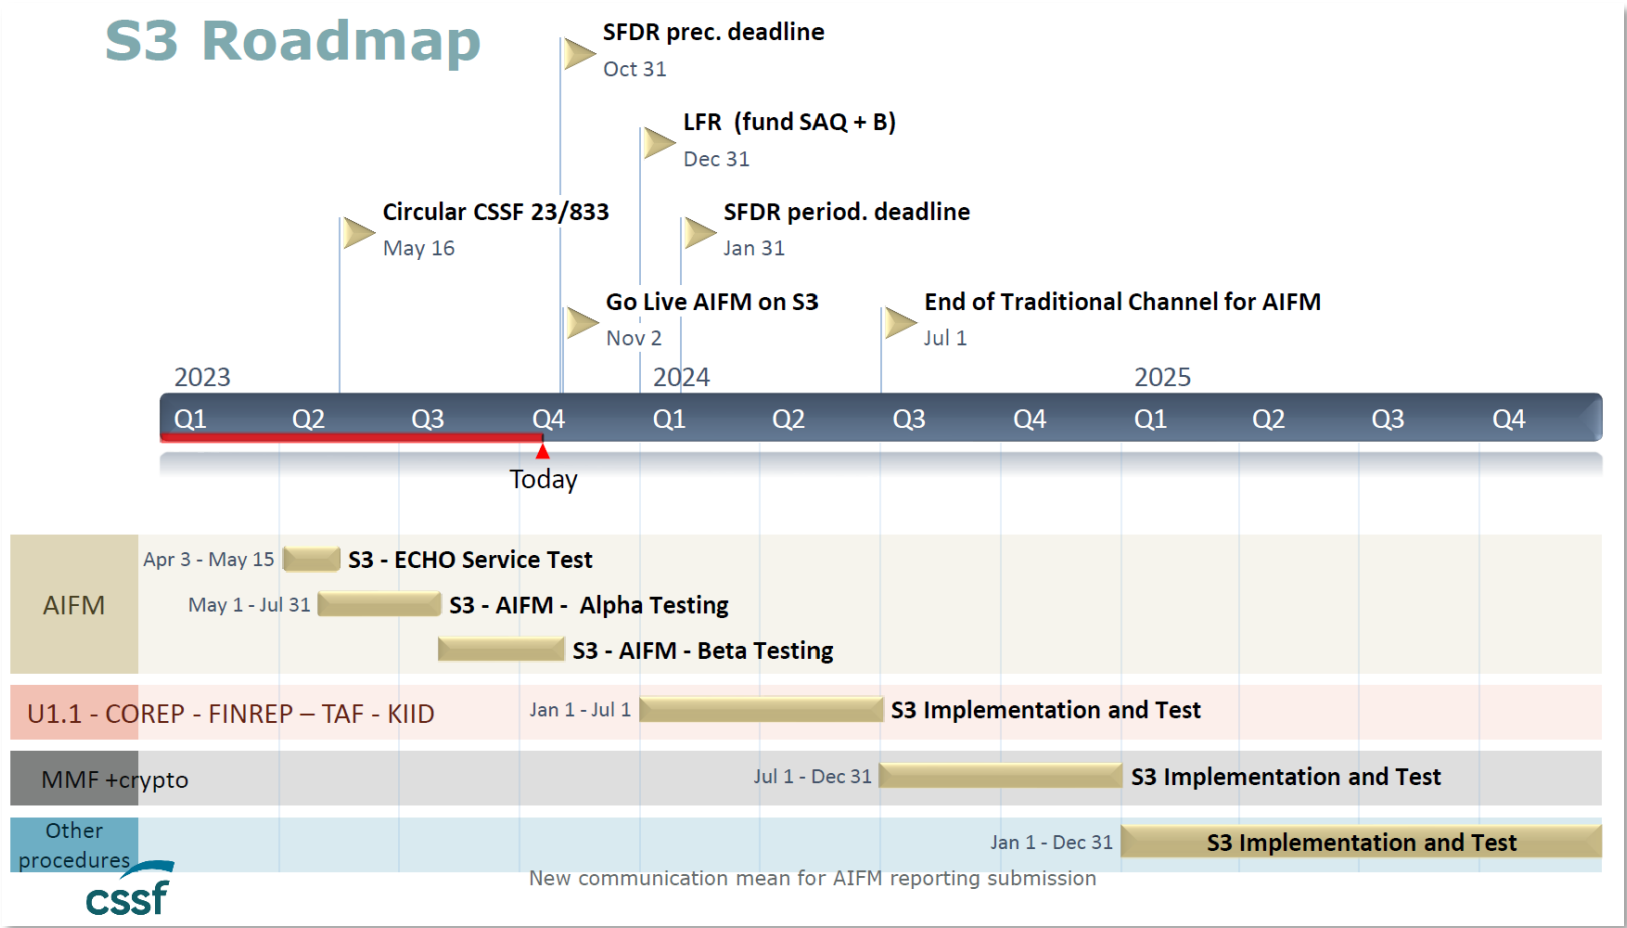 S3 Roadmap
SFDR prec. deadline
Oct 31
LFR  (fund SAQ + B)
Dec 31
Circular CSSF 23/833
May 16
SFDR period. deadline
Jan 31
Go Live AIFM on S3
Nov 2
End of Traditional Channel for AIFM
Jul 1
2023 2024 2025
Q1 Q2 Q3 Q4 Q1 Q2 Q3 Q4 Q1 Q2 Q3 Q4
Today
AIFM
Apr 3 - May 15 S3 - ECHO Service Test
May 1 - Jul 31 S3 - AIFM -  Alpha Testing
S3 - AIFM - Beta Testing
U1.1 - COREP - FINREP – TAF - KIID Jan 1 - Jul 1 S3 Implementation and Test
MMF +crypto Jul 1 - Dec 31 S3 Implementation and Test
Other
procedures
Jan 1 - Dec 31 S3 Implementation and Test
New communication mean for AIFM reporting submission
cssf